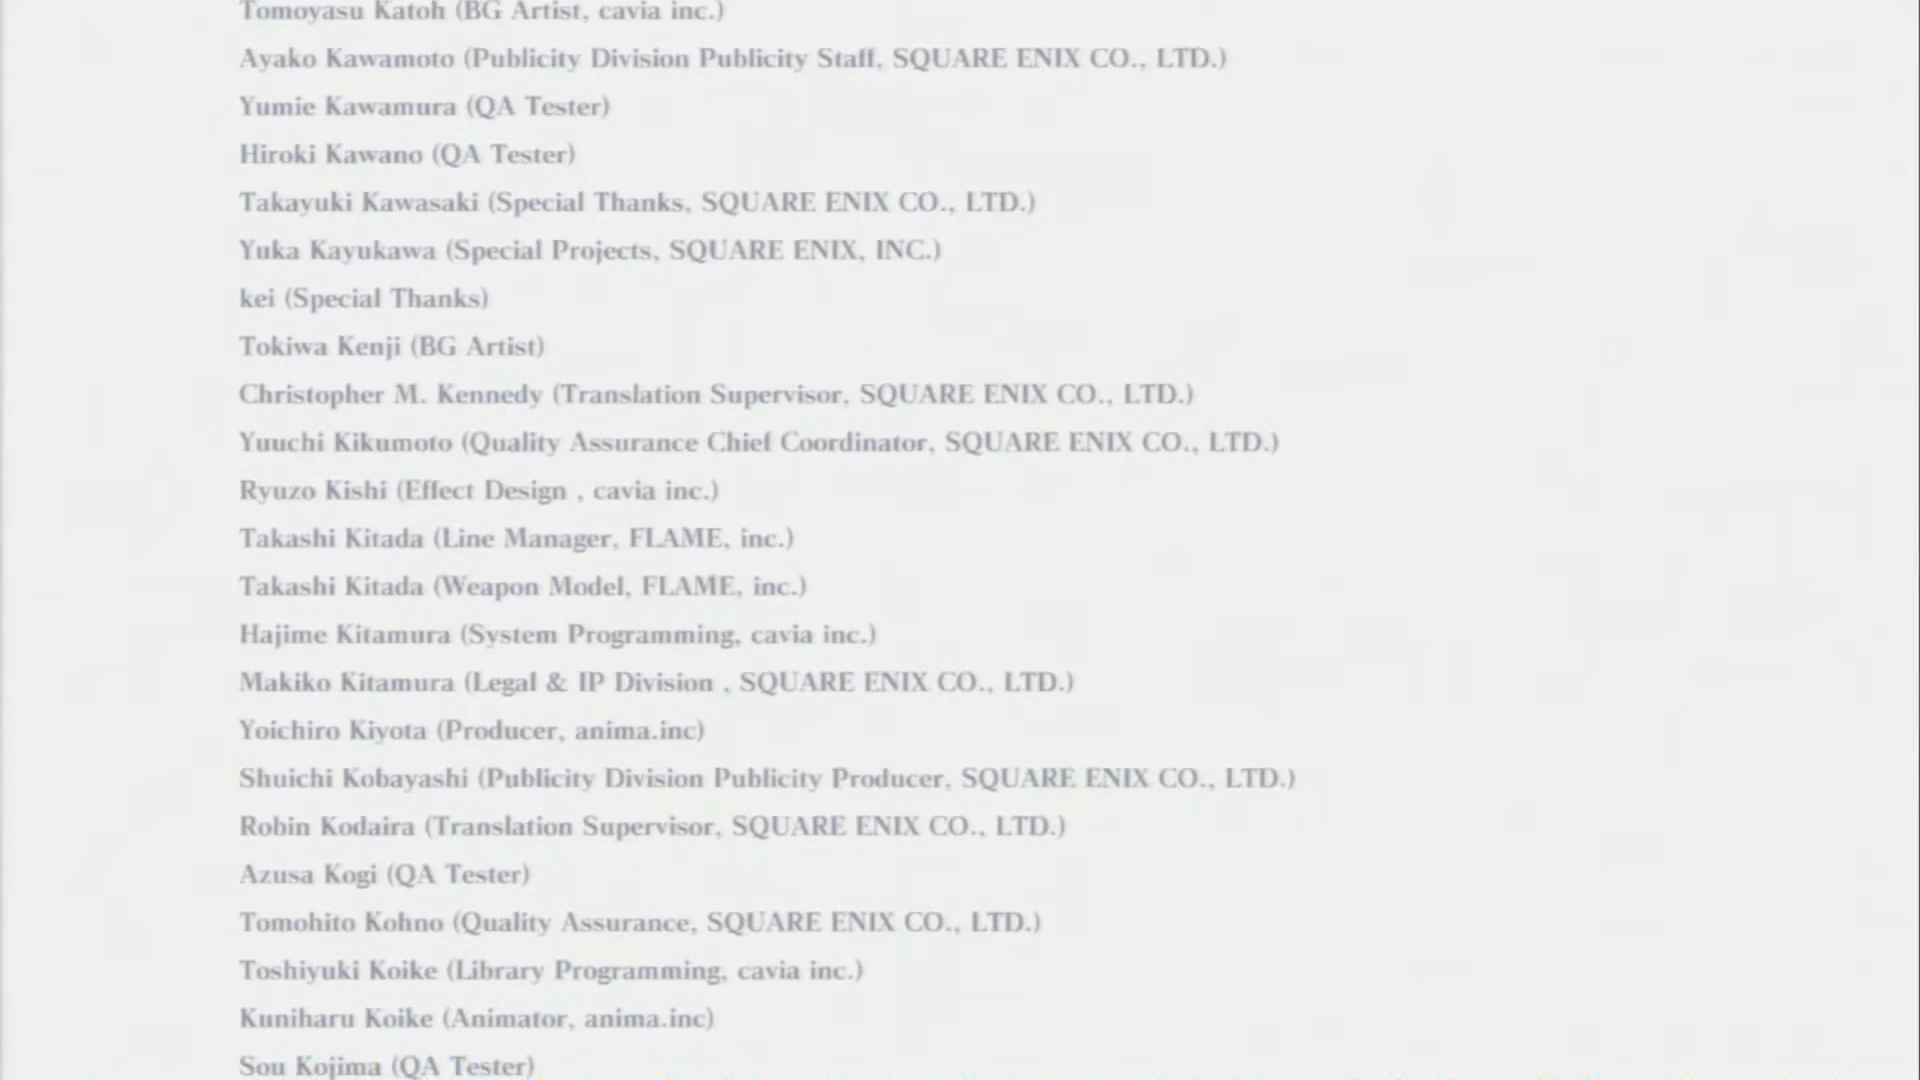 Tomoyasu Katoh (BG Artist, cavia inc.)
Ayako Kawamoto (Publicity Division Publicity Staff, SQUARE ENIX CO., LTD.)
Yumie Kawamura (QA Tester)
Hiroki Kawano (QA Tester)
Takayuki Kawasaki (Special Thanks, SQUARE ENIX CO., LTD.)
Yuka Kayukawa (Special Projects, SQUARE ENIX, INC.)
kei (Special Thanks)
Tokiwa Kenji (BG Artist)
Christopher M. Kennedy (Translation Supervisor, SQUARE ENIX CO., LTD.)
Yuuchi Kikumoto (Quality Assurance Chief Coordinator, SQUARE ENIX CO., LTD.)
Ryuzo Kishi (Effect Design , cavia inc.)
Takashi Kitada (Line Manager, FLAME, inc.)
Takashi Kitada (Weapon Model, FLAME, inc.)
Hajime Kitamura (System Programming, cavia inc.)
Makiko Kitamura (Legal & IP Division , SQUARE ENIX CO., LTD.)
Yoichiro Kiyota (Producer, anima.inc)
Shuichi Kobayashi (Publicity Division Publicity Producer, SQUARE ENIX CO., LTD.)
Robin Kodaira (Translation Supervisor, SQUARE ENIX CO., LTD.)
Azusa Kogi (QA Tester)
Tomohito Kohno (Quality Assurance, SQUARE ENIX CO., LTD.)
Toshiyuki Koike (Library Programming, cavia inc.)
Kuniharu Koike (Animator, anima.inc)
Sou Kojima (QA Tester)